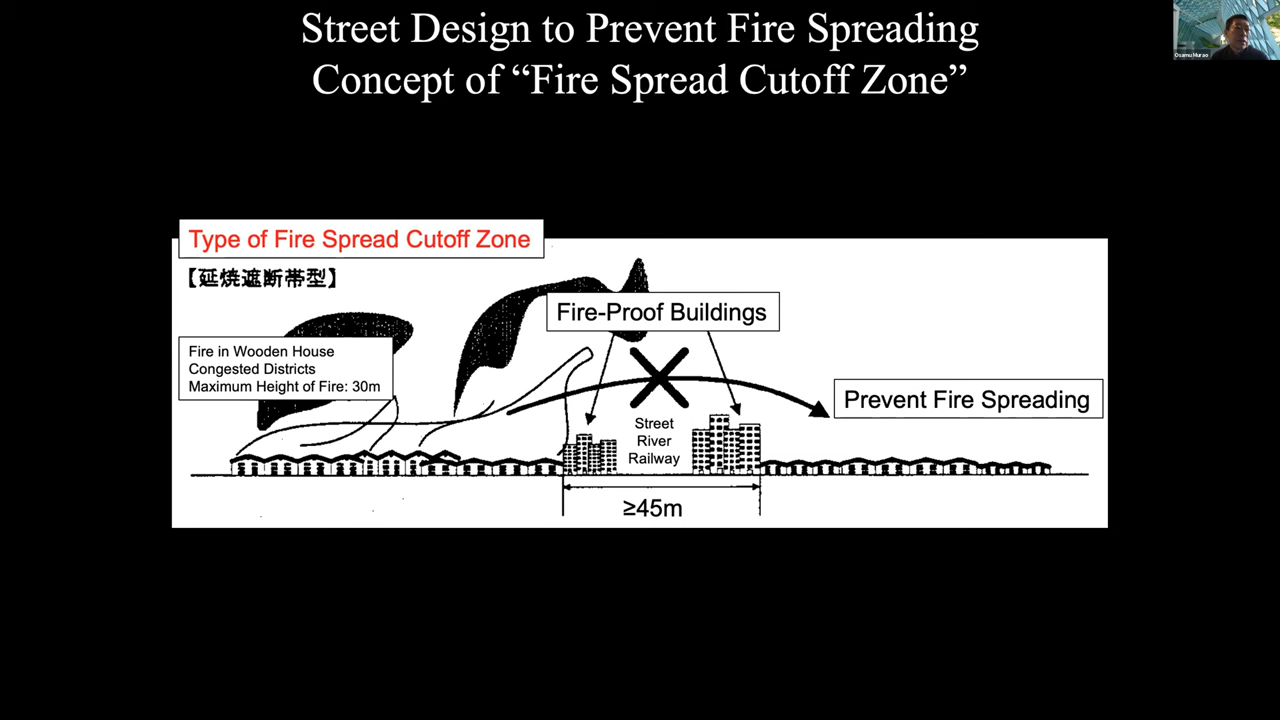 Street Design to Prevent Fire Spreading
Concept of “Fire Spread Cutoff Zone”
Osamu Murao
Type of Fire Spread Cutoff Zone
【延焼遮断帯型】
Fire-Proof Buildings
Fire in Wooden House
Congested Districts
Maximum Height of Fire: 30m
Prevent Fire Spreading
Street
River
Railway
≥45m